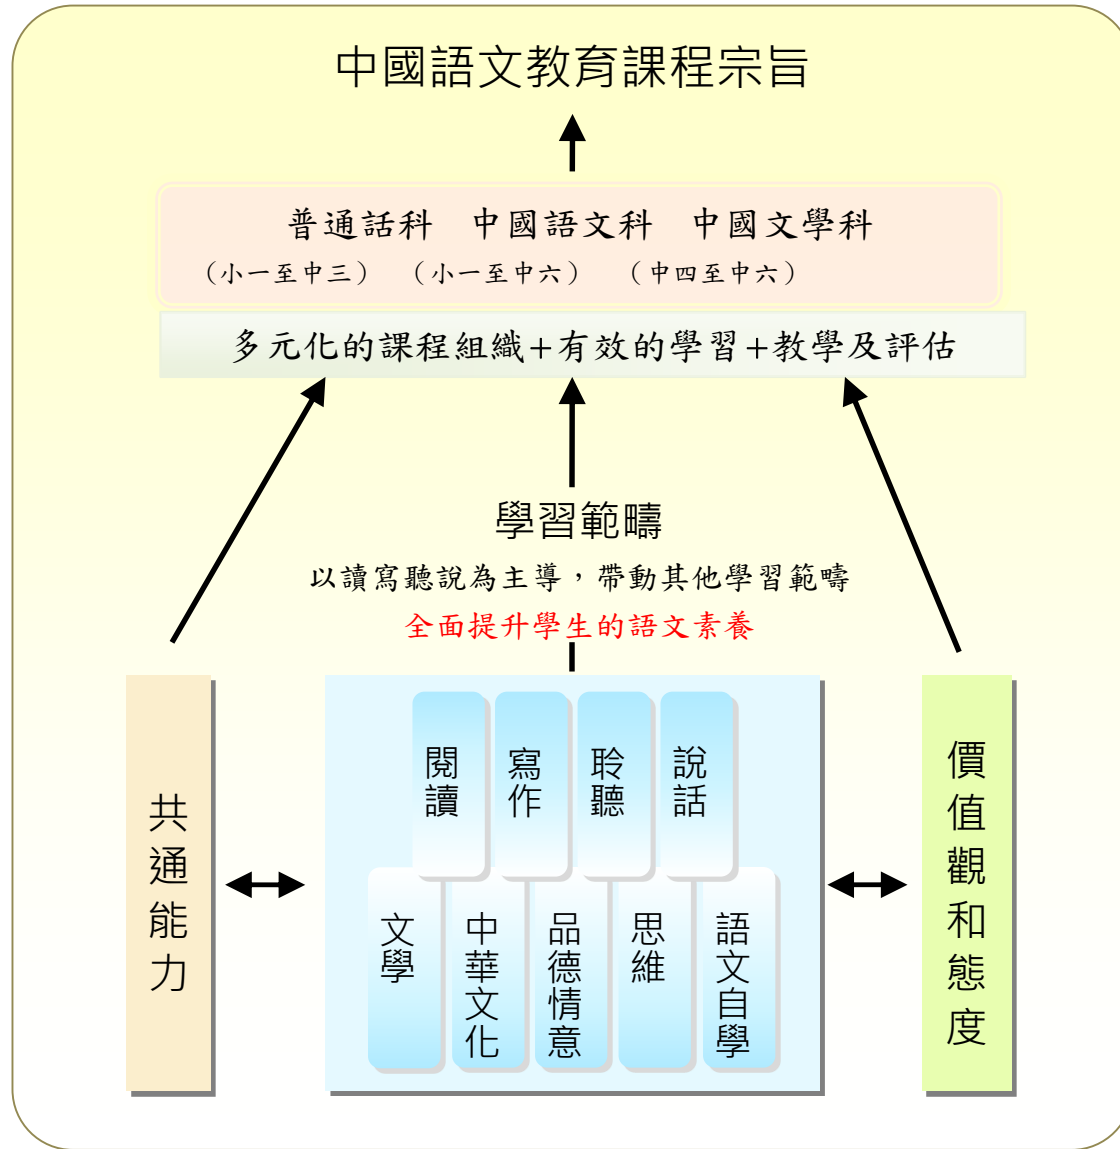 中國語文教育課程宗旨
普通話科 中國語文科 中國文學科
（小一至中三） （小一至中六） （中四至中六）
多元化的課程組織+有效的學習+教學及評估
學習範疇
以讀寫聽說為主導，帶動其他學習範疇
全面提升學生的語文素養
共通能力
閱讀
寫作
聆聽
說話
文學
中華文化
品德情意
思維
語文自學
價值觀和態度